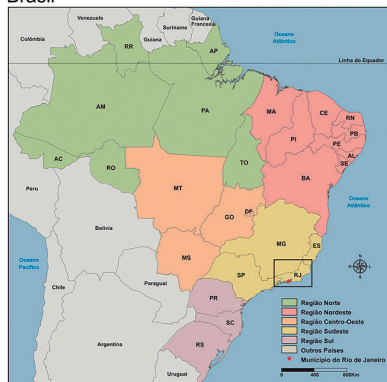 Brasil
Venezuela
Suriname
Guiana
Francesa
Guiana
Colômbia
Oceano
Atlântico
Linha do Equador
RR
AP
AM
PA
MA
CE
RN
PB
PI
PE
AL
SE
AC
RO
TO
BA
Peru
MT
Oceano
Atlântico
Bolívia
GO
DF
MG
ES
Oceano
Pacífico
MS
SP
RJ
Chile
Paraguai
PR
SC
RS
Argentina
Uruguai
Região Norte
Região Nordeste
Região Centro-Oeste
Região Sudeste
Região Sul
Outros Países
Município do Rio de Janeiro
0
400
800Km